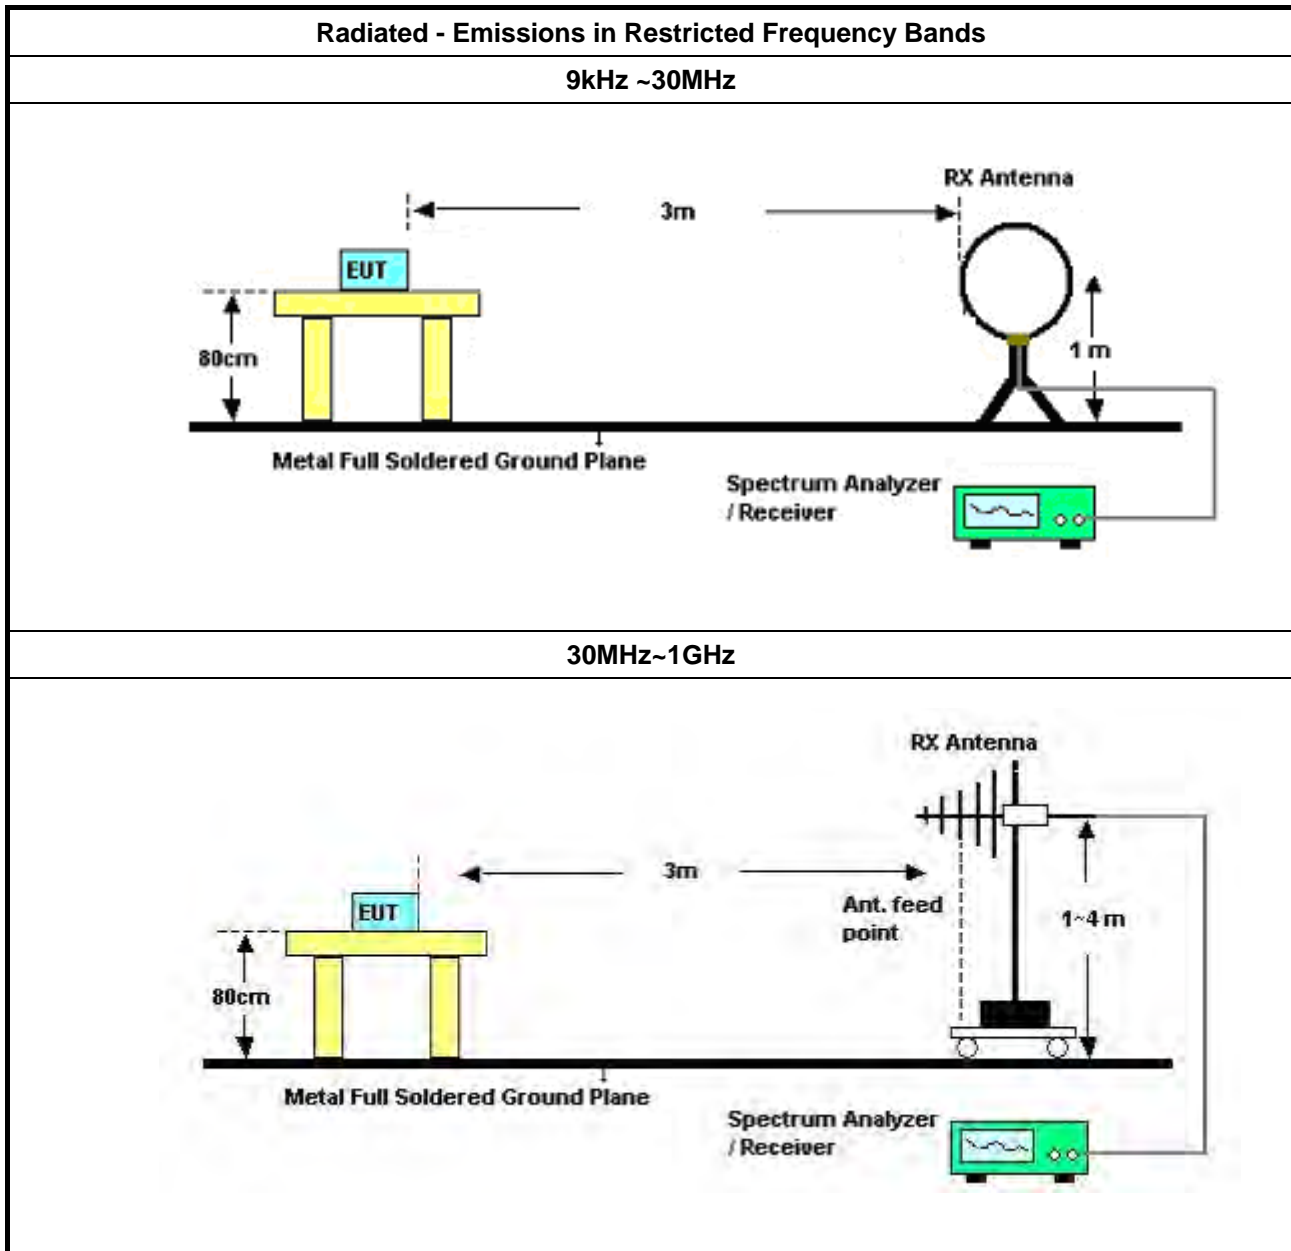 Radiated - Emissions in Restricted Frequency Bands
9kHz ~30MHz
RX Antenna
3m
EUT
80cm
1 m
Metal Full Soldered Ground Plane
Spectrum Analyzer
/ Receiver
30MHz~1GHz
RX Antenna
3m
EUT
Ant. feed
point
1~4 m
80cm
Metal Full Soldered Ground Plane
Spectrum Analyzer
/ Receiver